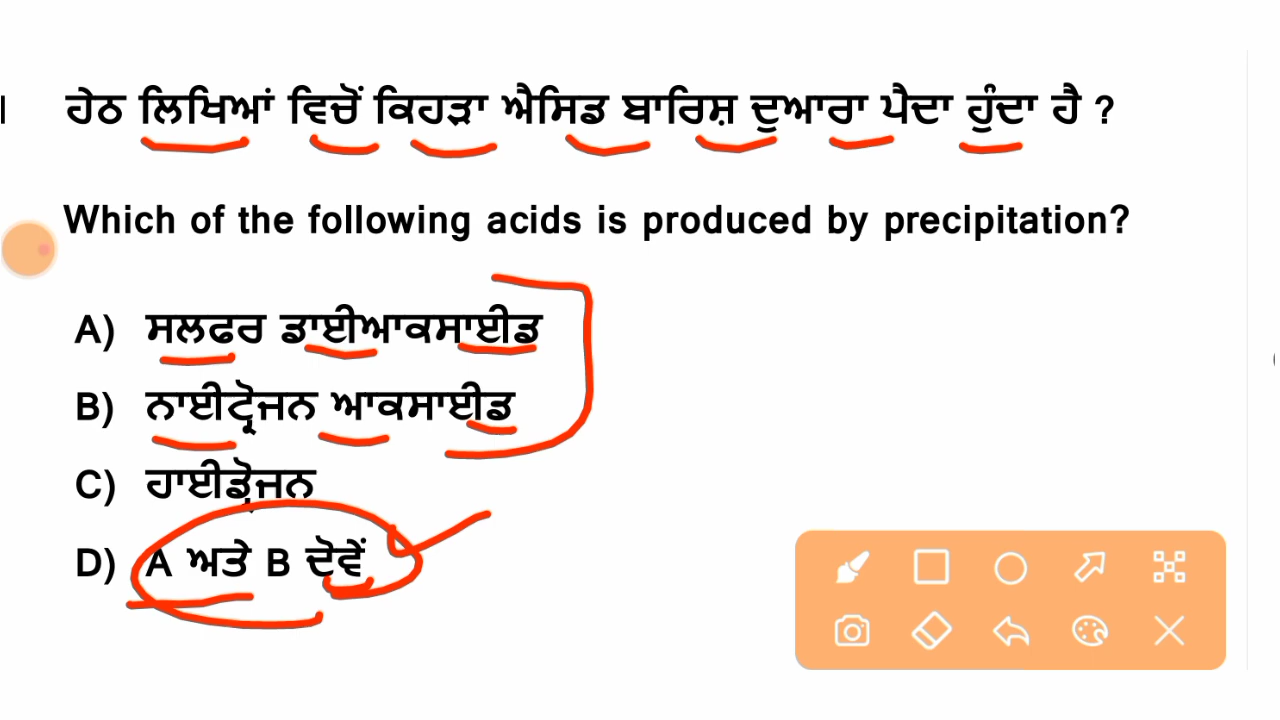 ਹੇਠ ਲਿਖਿਆਂ ਵਿਚੋਂ ਕਿਹੜਾ ਐਸਿਡ ਬਾਰਿਸ਼ ਦੁਆਰਾ ਪੈਦਾ ਹੁੰਦਾ ਹੈ ?
Which of the following acids is produced by precipitation?
A) ਸਲਫਰ ਡਾਈਆਕਸਾਈਡ
B) ਨਾਈਟ੍ਰੋਜਨ ਆਕਸਾਈਡ
C) ਹਾਈਡ੍ਰੋਜਨ
D) A ਅਤੇ B ਦੋਵੇਂ